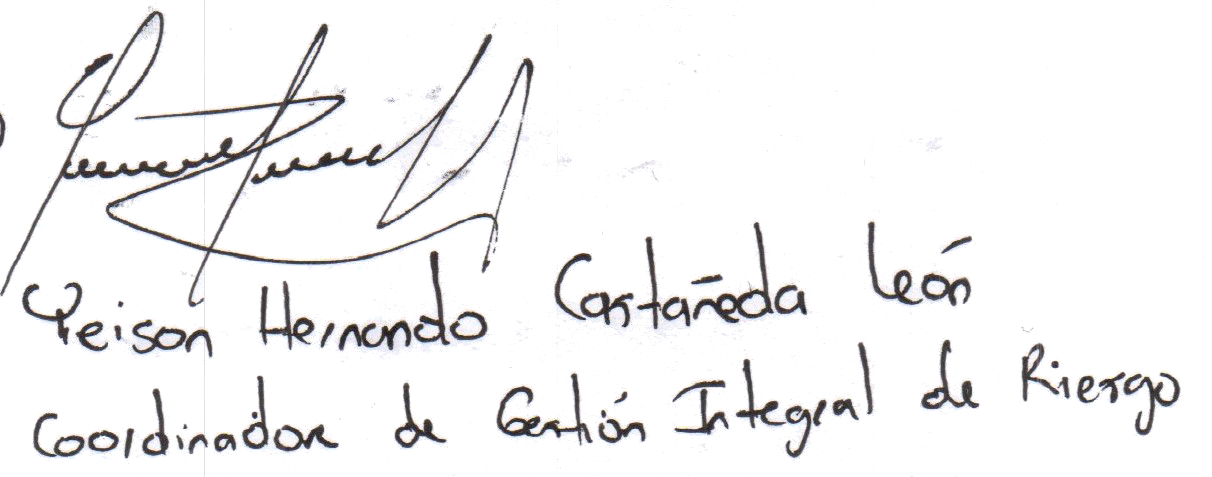 Yeison Hernando Castañeda León
Coordinador de Gestión Integral de Riesgo